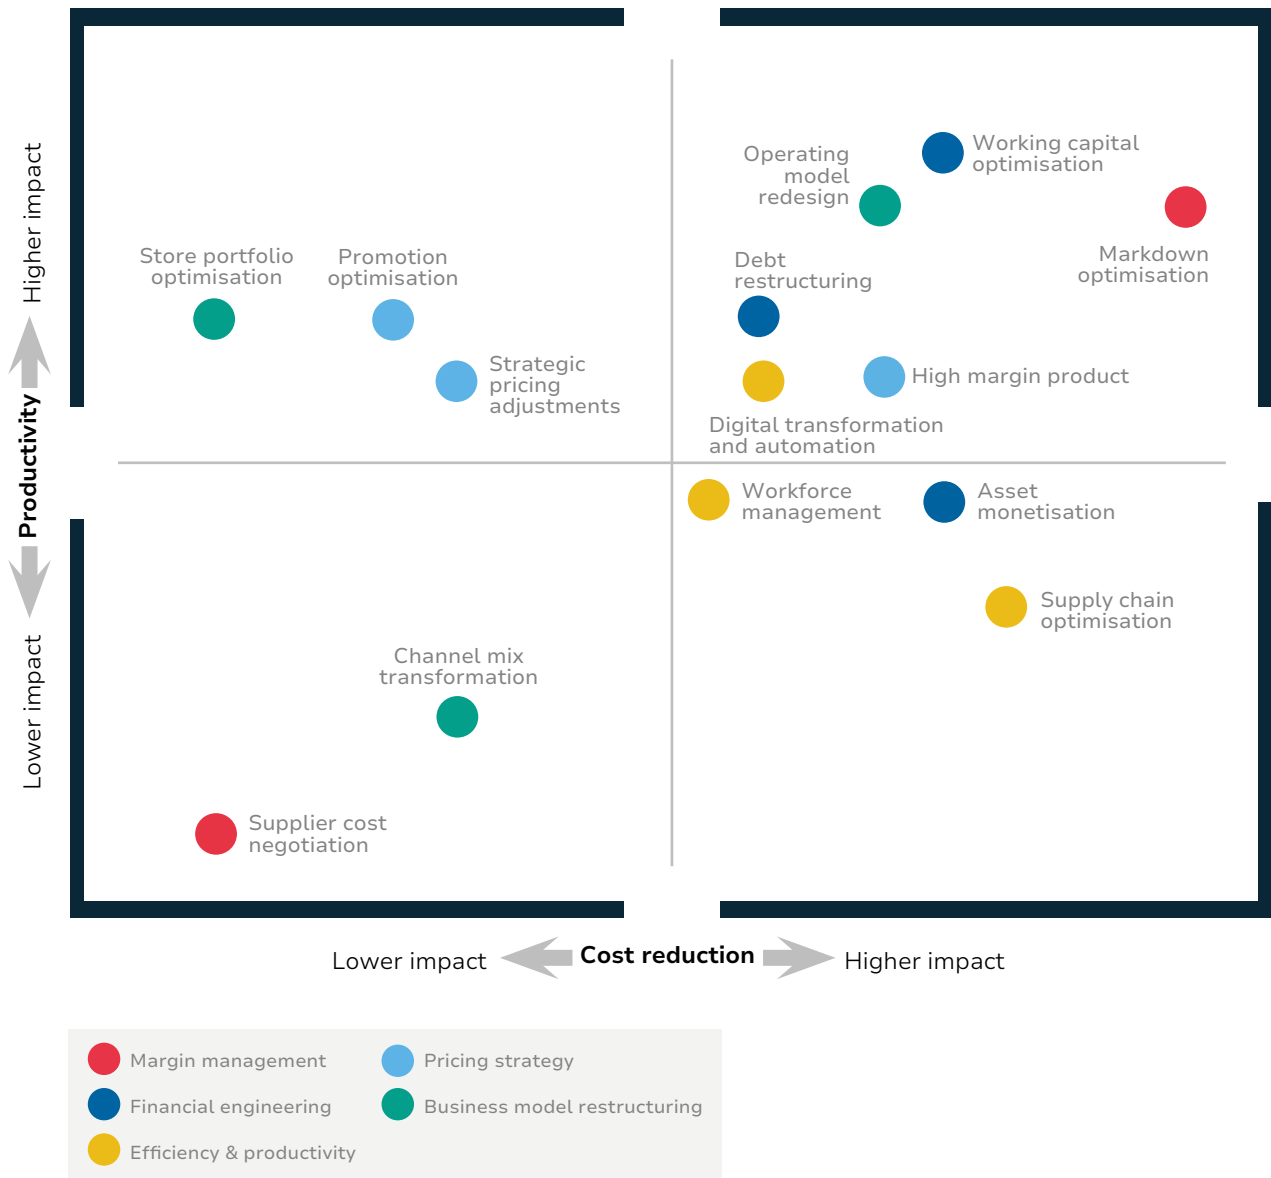 Higher impact
Productivity
Lower impact
Operating
model
redesign
Working capital
optimisation
Markdown
optimisation
Store portfolio
optimisation
Promotion
optimisation
Debt
restructuring
Strategic
pricing
adjustments
High margin product
Digital transformation
and automation
Workforce
management
Asset
monetisation
Supply chain
optimisation
Channel mix
transformation
Supplier cost
negotiation
Lower impact
Cost reduction
Higher impact
Margin management
Pricing strategy
Financial engineering
Business model restructuring
Efficiency & productivity